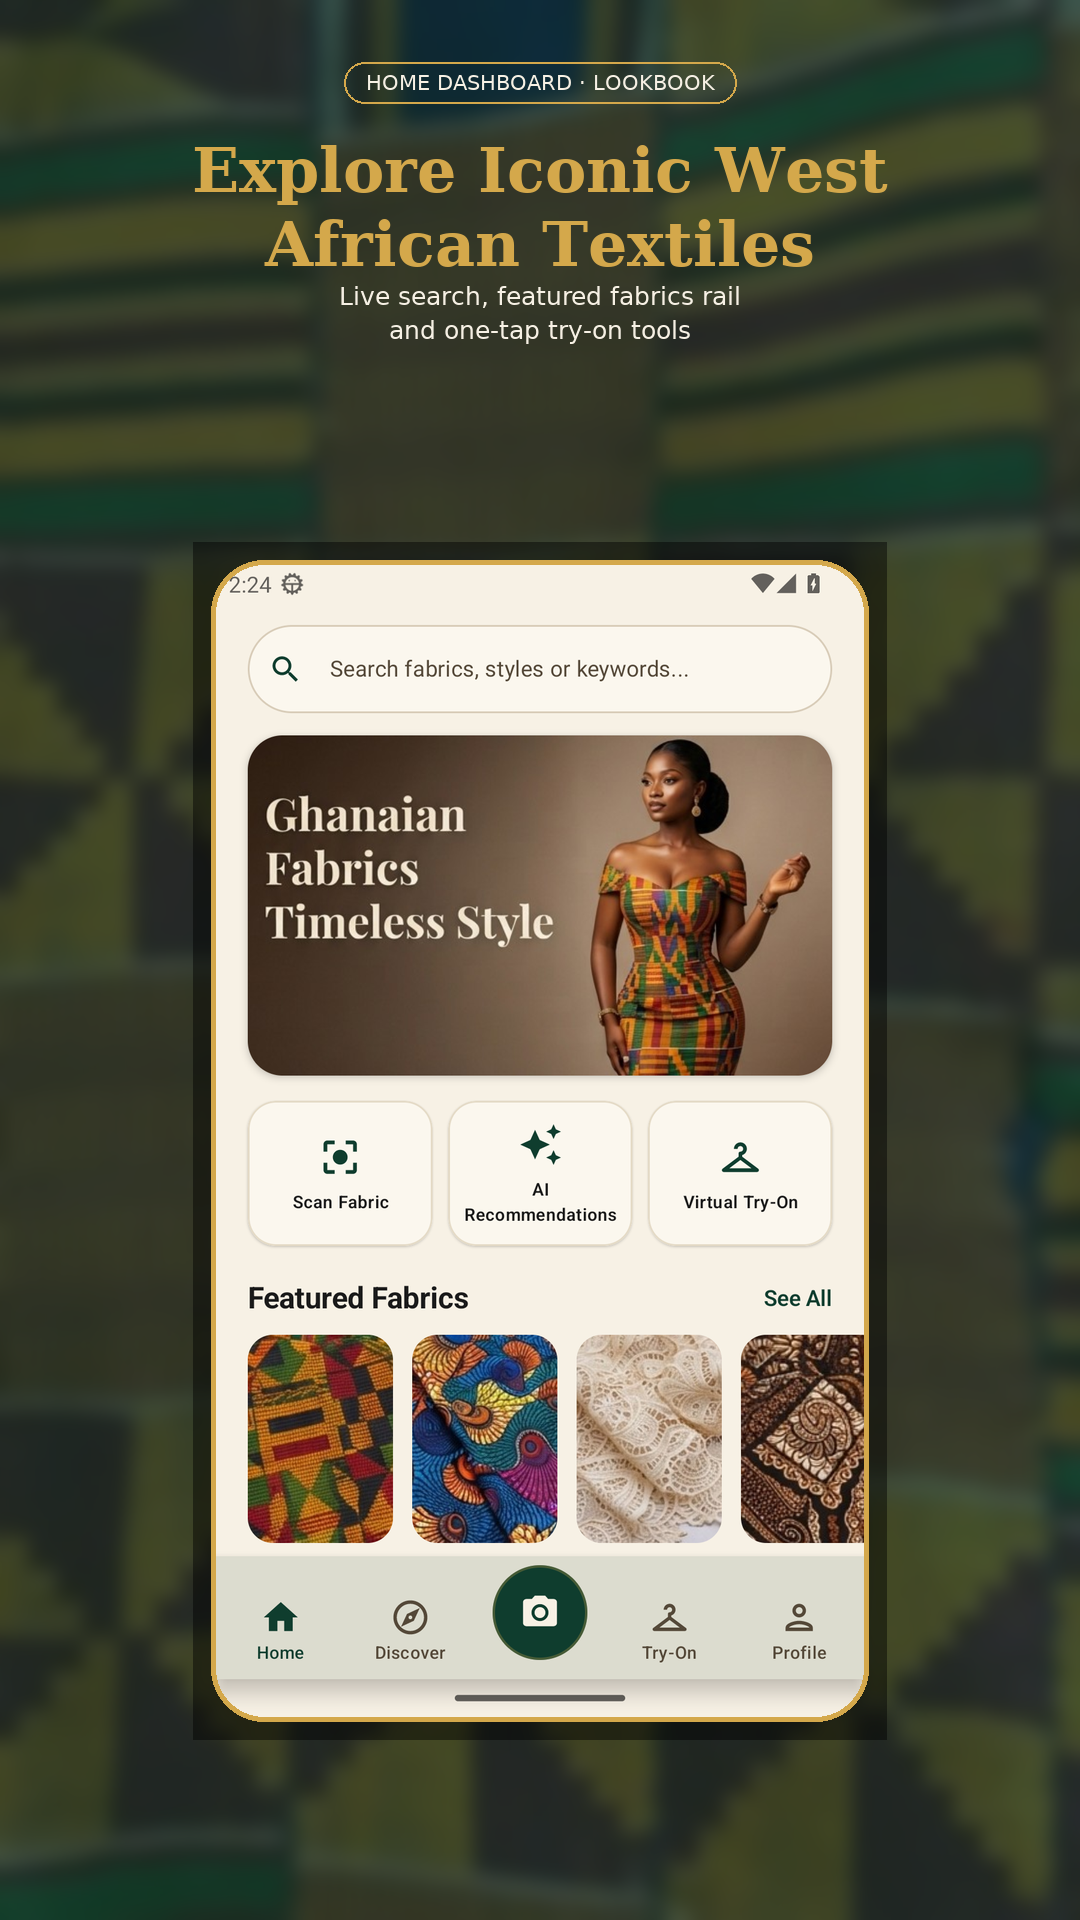 HOME DASHBOARD · LOOKBOOK
Explore Iconic West
African Textiles
Live search, featured fabrics rail
and one-tap try-on tools
2:24
Search fabrics, styles or keywords...
Ghanaian
Fabrics
Timeless Style
Scan Fabric
AI
Recommendations
Virtual Try-On
Featured Fabrics
See All
Home
Discover
Try-On
Profile